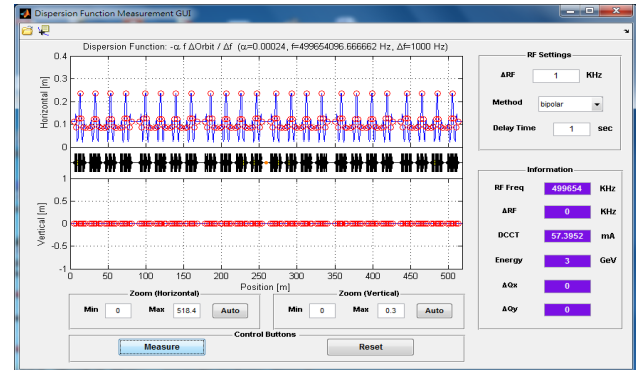 Dispersion Function Measurement GUI
Dispersion Function: -α. f ΔOrbit / Δf (α=0.00024, f=499654096.666662 Hz, Δf=1000 Hz)
Horizontal [m]
0.4
0.3
0.2
0.1
0
Vertical [m]
1
0.5
0
-0.5
-1
0 50 100 150 200 250 300 350 400 450 500
Position [m]
Zoom (Horizontal)
Min 0 Max 518.4 Auto
Zoom (Vertical)
Min 0 Max 0.3 Auto
Control Buttons
Measure Reset
RF Settings
ΔRF 1 KHz
Method bipolar
Delay Time 1 sec
Information
RF Freq 499654 KHz
ΔRF 0 KHz
DCCT 57.3952 mA
Energy 3 GeV
ΔQx 0
ΔQy 0